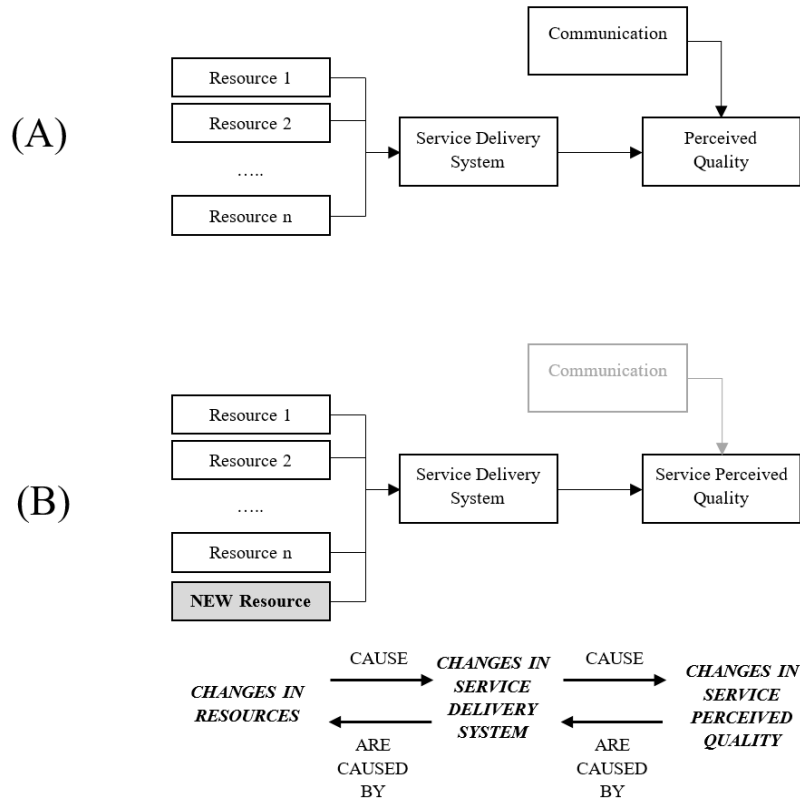 Communication
Resource 1
(A)
Resource 2
Service Delivery
System
Perceived
Quality
.....
Resource n
Communication
Resource 1
Resource 2
Service Delivery
System
Service Perceived
Quality
(B)
.....
Resource n
NEW Resource
CAUSE
CAUSE
CHANGES IN
RESOURCES
CHANGES IN
SERVICE
DELIVERY
SYSTEM
CHANGES IN
SERVICE
PERCEIVED
QUALITY
ARE
CAUSED
BY
ARE
CAUSED
BY